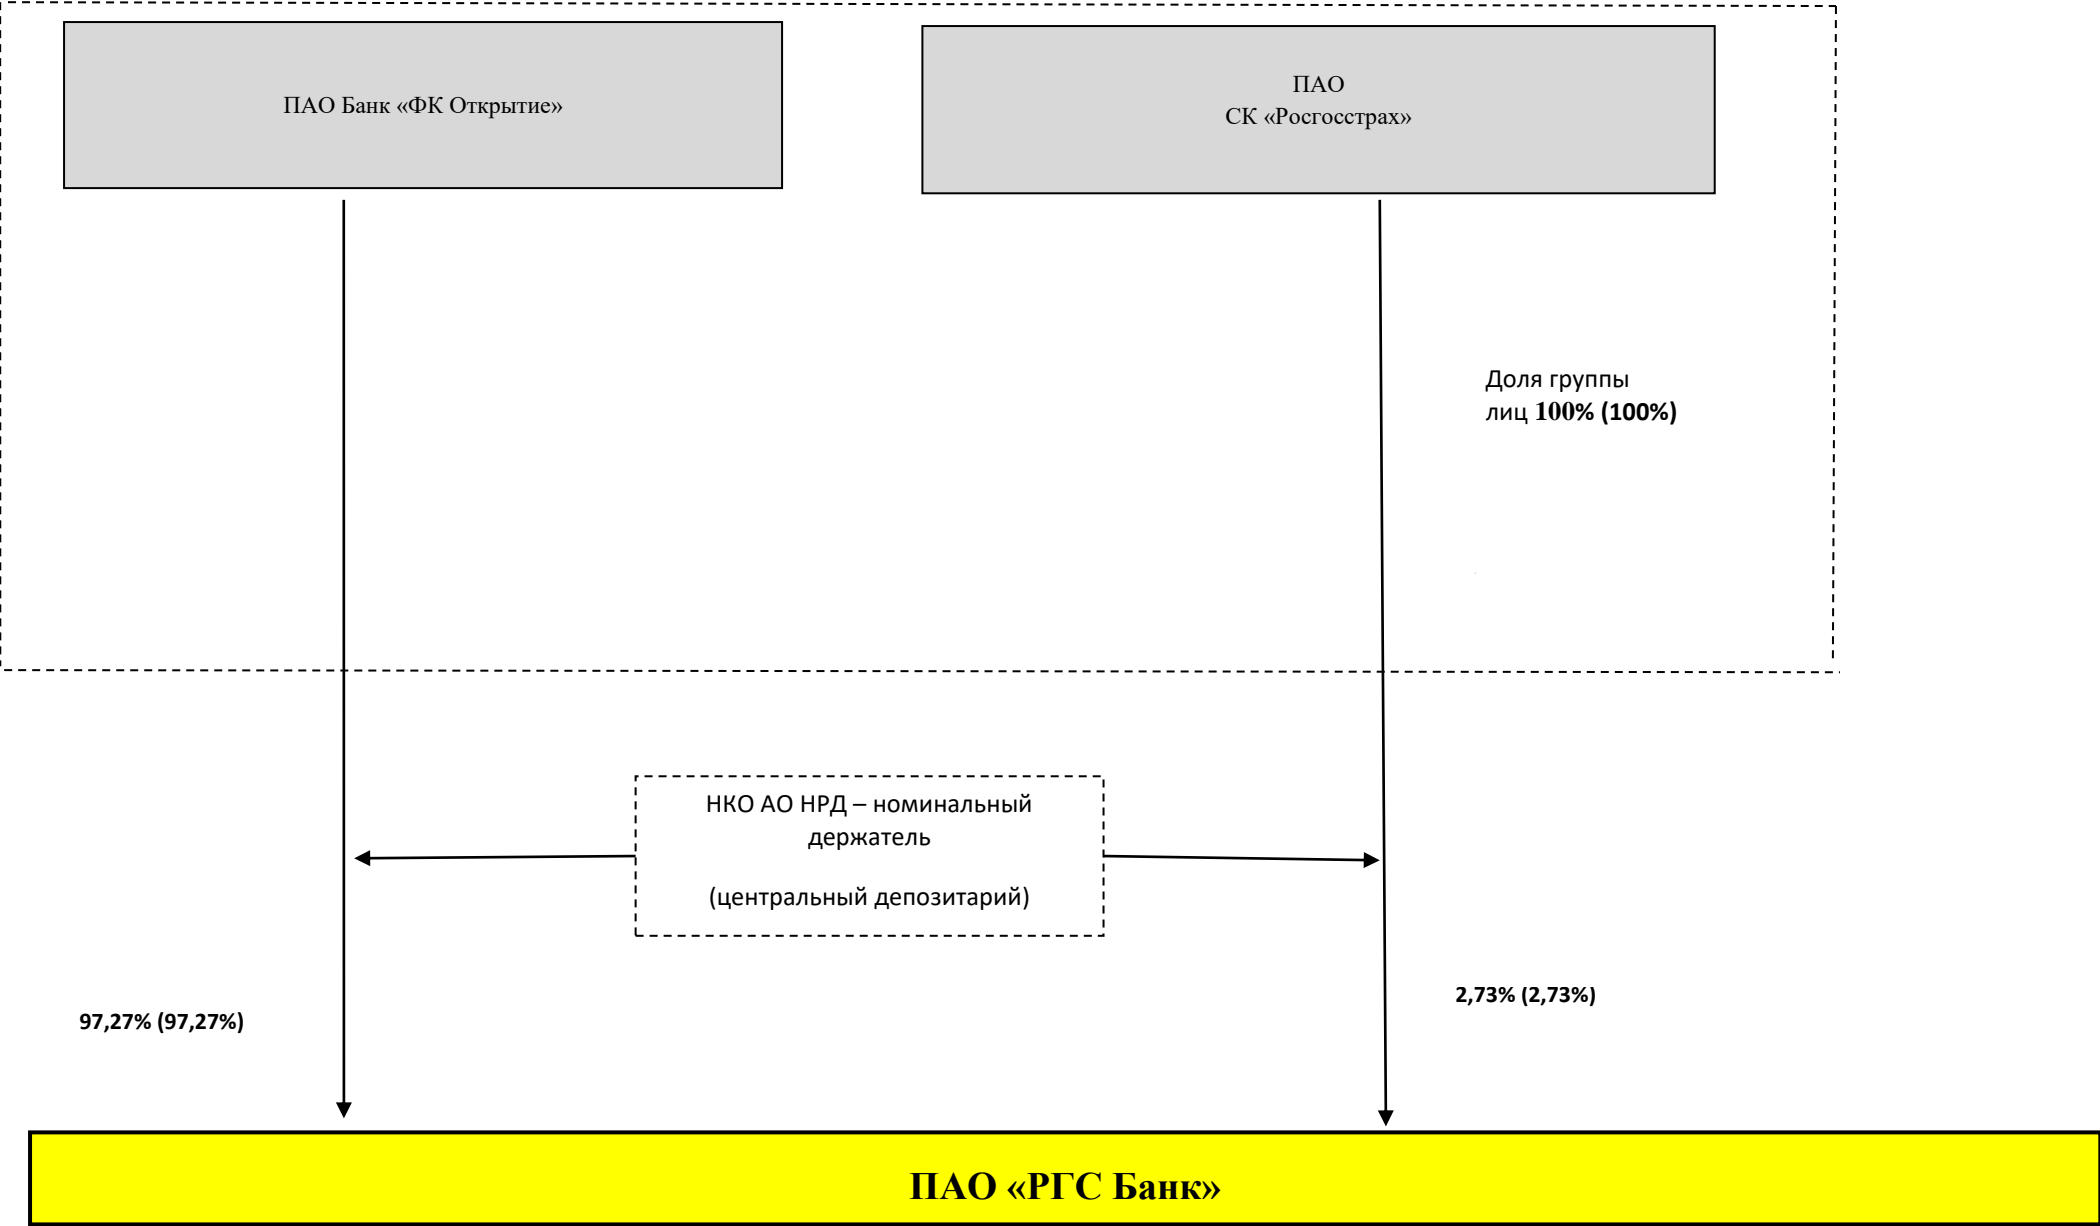 ПАО Банк «ФК Открытие»
ПАО
СК «Росгосстрах»
Доля группы
лиц 100% (100%)
НКО АО НРД – номинальный
держатель
(центральный депозитарий)
97,27% (97,27%)
2,73% (2,73%)
ПАО «РГС Банк»